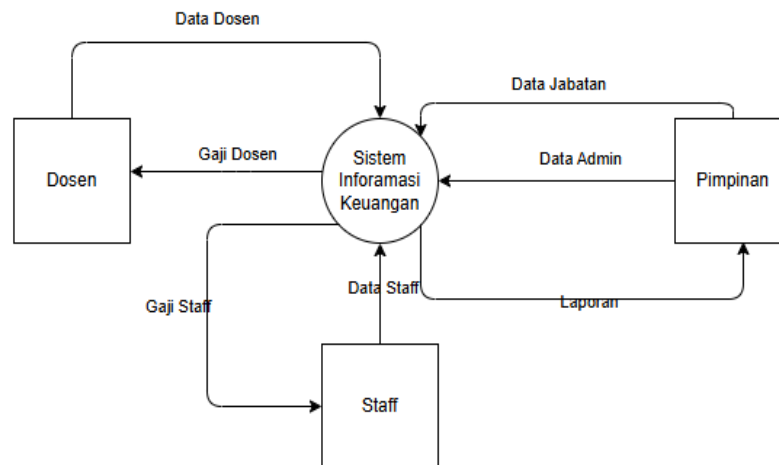 Data Dosen
Data Jabatan
Gaji Dosen
Sistem
Inforamasi
Keuangan
Data Admin
Dosen
Pimpinan
Gaji Staff
Data Staff
Laporan
Staff